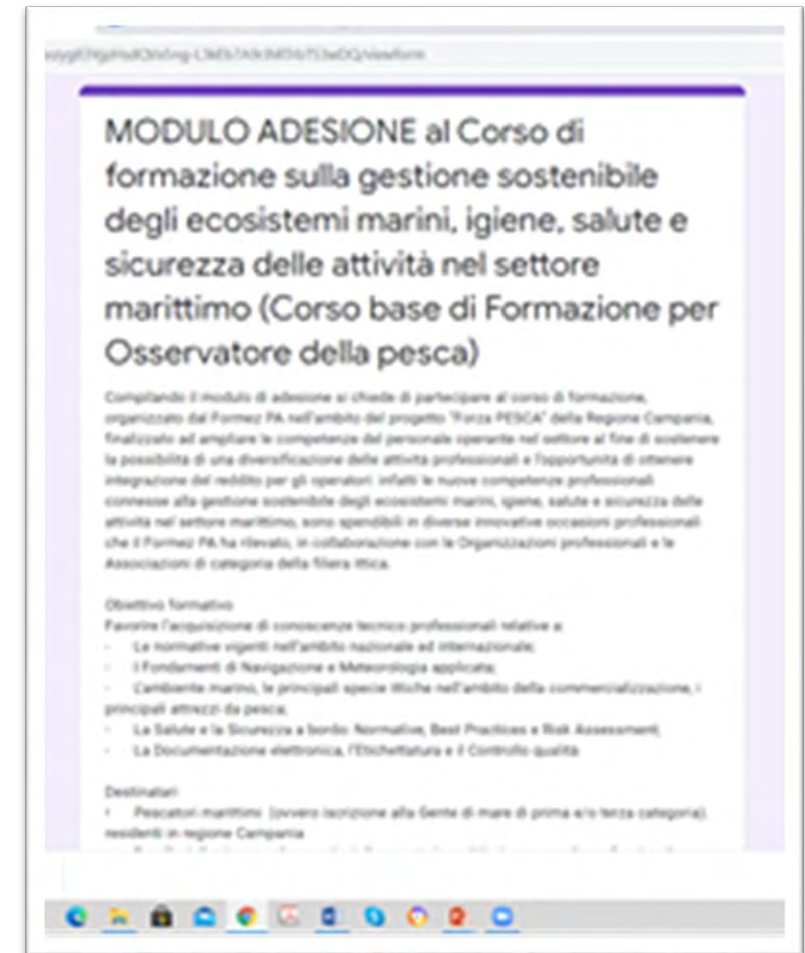 MODULO ADESIONE al Corso di
formazione sulla gestione sostenibile
degli ecosistemi marini, igiene, salute e
sicurezza delle attività nel settore
marittimo (Corso base di Formazione per
Osservatore della pesca)
Compilando il modulo di adesione si chiede di partecipare al corso di formazione,
organizzato dal Formez PA nell'ambito del progetto "Forza PESCA" della Regione Campania,
finalizzato ad ampliare le competenze del personale operante nel settore al fine di sostenere
la possibilità di una diversificazione delle attività professionali e l'opportunità di ottenere
integrazione del reddito per gli operatori: infatti le nuove competenze professionali
connesse alla gestione sostenibile degli ecosistemi marini, igiene, salute e sicurezza delle
attività nel settore marittimo, sono spendibili in diverse innovative occasioni professionali
che il Formez PA ha rilevato, in collaborazione con le Organizzazioni professionali e le
Associazioni di categoria della filiera ittica.
Obiettivo formativo
Favorire l'acquisizione di conoscenze tecnico professionali relative a:
- Le normative vigenti nell'ambito nazionale ed internazionale;
- I Fondamenti di Navigazione e Meteorologia applicata;
- L'ambiente marino, le principali specie ittiche nell'ambito della commercializzazione, i
principali attrezzi da pesca;
- La Salute e la Sicurezza a bordo: Normative, Best Practices e Risk Assessment;
- La Documentazione elettronica, l'Etichettatura e il Controllo qualità
Destinatari
Pescatori marittimi (ovvero iscrizione alla Gente di mare di prima e/o terza categoria)
residenti in regione Campania